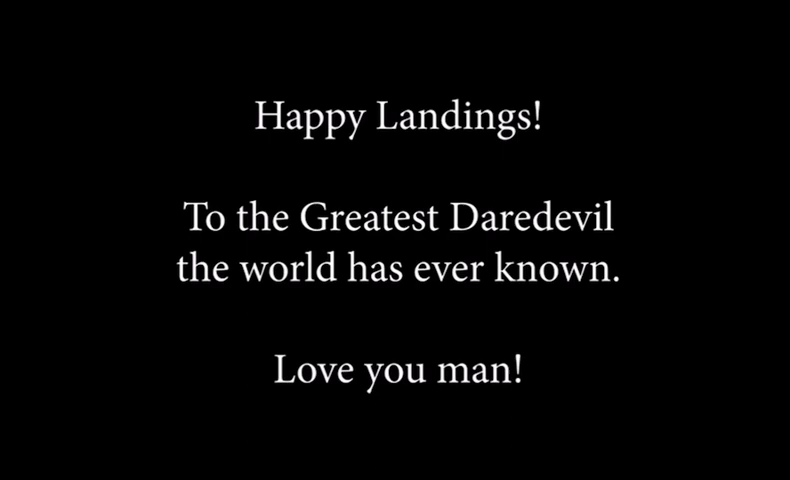 Happy Landings!
To the Greatest Daredevil
the world has ever known.
Love you man!